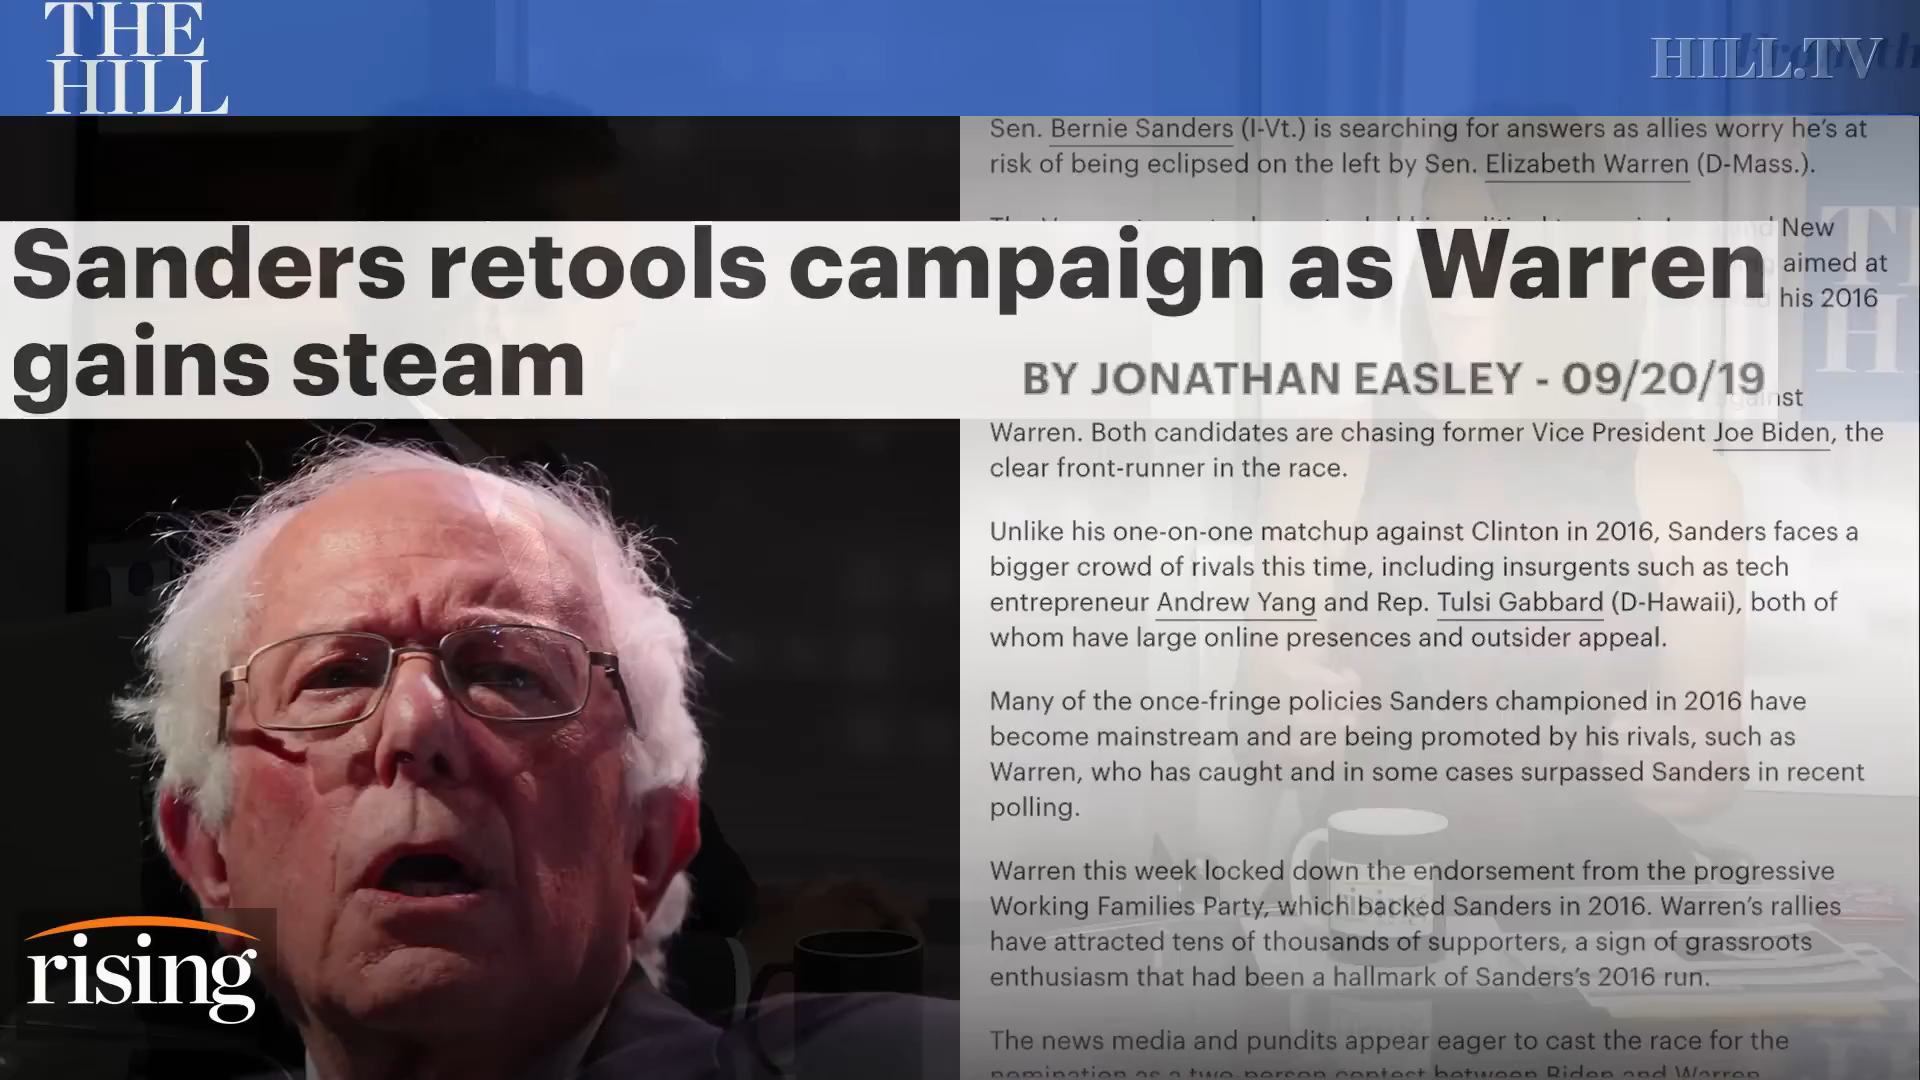 THE
HILL
HILL.TV
Sen. Bernie Sanders (I-Vt.) is searching for answers as allies worry he's at
risk of being eclipsed on the left by Sen. Elizabeth Warren (D-Mass.).
New
aimed at
his 2016
Sanders retools campaign as Warren
gains steam
BY JONATHAN EASLEY - 09/20/19
Warren. Both candidates are chasing former Vice President Joe Biden, the
clear front-runner in the race.
Unlike his one-on-one matchup against Clinton in 2016, Sanders faces a
bigger crowd of rivals this time, including insurgents such as tech
entrepreneur Andrew Yang and Rep. Tulsi Gabbard (D-Hawaii), both of
whom have large online presences and outsider appeal.
Many of the once-fringe policies Sanders championed in 2016 have
become mainstream and are being promoted by his rivals, such as
Warren, who has caught and in some cases surpassed Sanders in recent
polling.
Warren this week locked down the endorsement from the progressive
Working Families Party, which backed Sanders in 2016. Warren's rallies
have attracted tens of thousands of supporters, a sign of grassroots
enthusiasm that had been a hallmark of Sanders's 2016 run.
The news media and pundits appear eager to cast the race for the
nomination as a two-person contest between Biden and Warren
rising